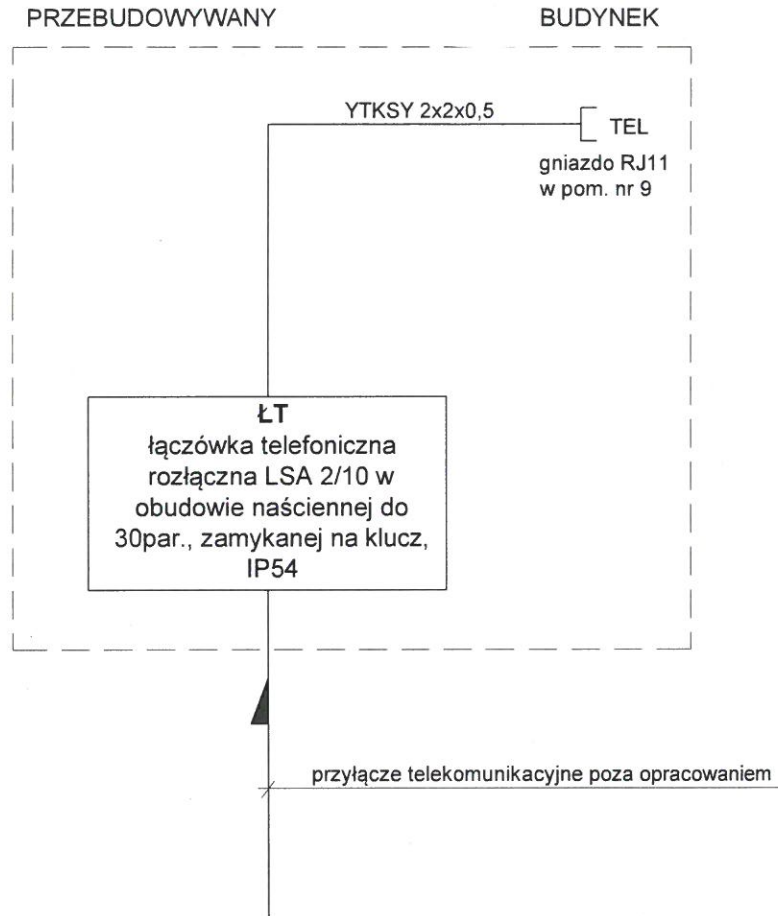 PRZEBUDOWYWANY BUDYNEK
YTKSY 2x2x0,5
TEL
gniazdo RJ11
w pom. nr 9
ŁT
łączówka telefoniczna
rozłączna LSA 2/10 w
obudowie naściennej do
30par., zamykanej na klucz,
IP54
przyłącze telekomunikacyjne poza opracowaniem